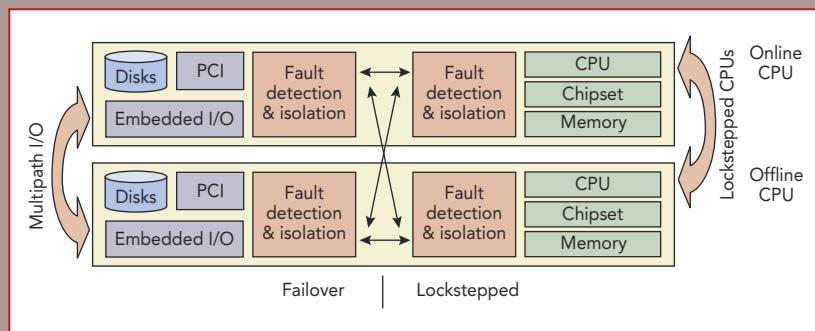 Multipath I/O
Disks
PCI
Embedded I/O
Fault
detection
& isolation
Fault
detection
& isolation
CPU
Chipset
Memory
Disks
PCI
Embedded I/O
Fault
detection
& isolation
Fault
detection
& isolation
CPU
Chipset
Memory
Lockstepped CPUs
Online
CPU
Offline
CPU
Failover
Lockstepped